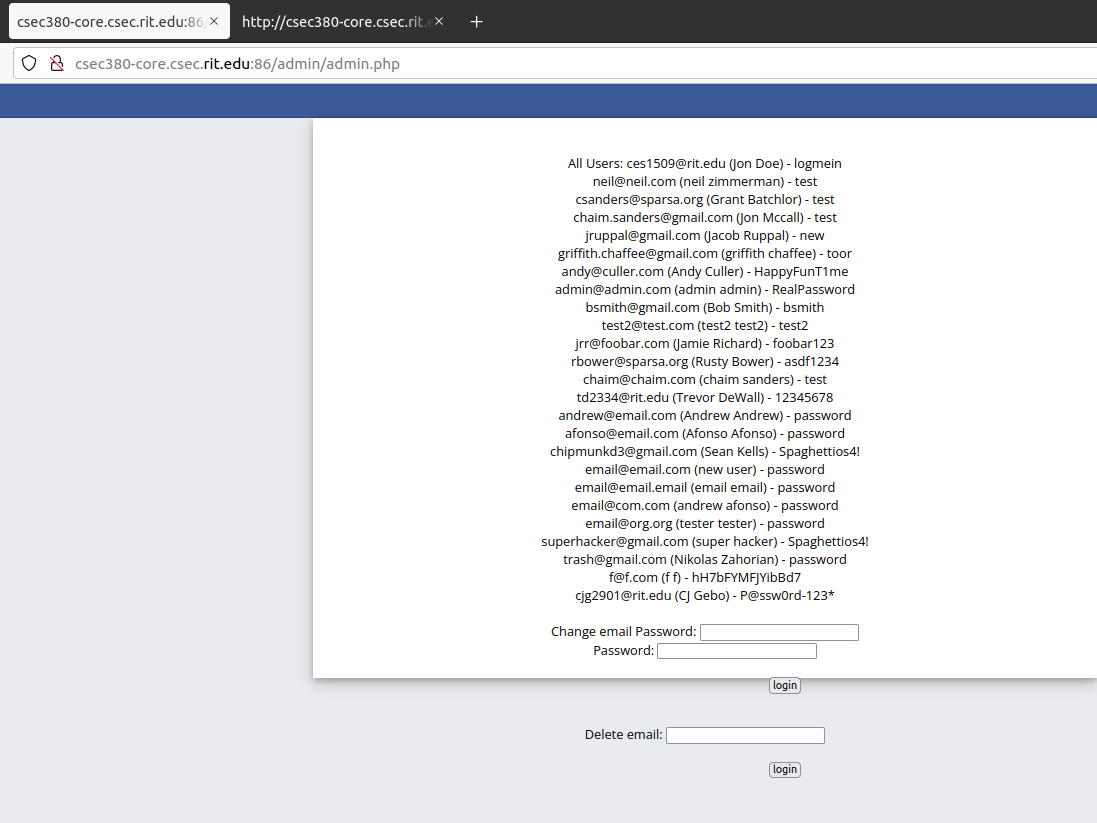 csec380-core.csec.rit.edu:86/
http://csec380-core.csec.rit.e
csec380-core.csec.rit.edu:86/admin/admin.php
All Users: ces1509@rit.edu (Jon Doe) - logmein
neil@neil.com (neil zimmerman) - test
csanders@sparsa.org (Grant Batchlor) - test
chaim.sanders@gmail.com (Jon Mccall) - test
jruppal@gmail.com (Jacob Ruppal) - new
griffith.chaffee@gmail.com (griffith chaffee) - toor
andy@culler.com (Andy Culler) - HappyFunT1me
admin@admin.com (admin admin) - RealPassword
bsmith@gmail.com (Bob Smith) - bsmith
test2@test.com (test2 test2) - test2
jrr@foobar.com (Jamie Richard) - foobar123
rbower@sparsa.org (Rusty Bower) - asdf1234
chaim@chaim.com (chaim sanders) - test
td2334@rit.edu (Trevor DeWall) - 12345678
andrew@email.com (Andrew Andrew) - password
afonso@email.com (Afonso Afonso) - password
chipmunkd3@gmail.com (Sean Kells) - Spaghettios4!
email@email.com (new user) - password
email@email.email (email email) - password
email@com.com (andrew afonso) - password
email@org.org (tester tester) - password
superhacker@gmail.com (super hacker) - Spaghettios4!
trash@gmail.com (Nikolas Zahorian) - password
f@f.com (f f) - hH7bFYMFJYibBd7
cjg2901@rit.edu (CJ Gebo) - P@ssw0rd-123*
Change email Password:
Password:
login
Delete email:
login